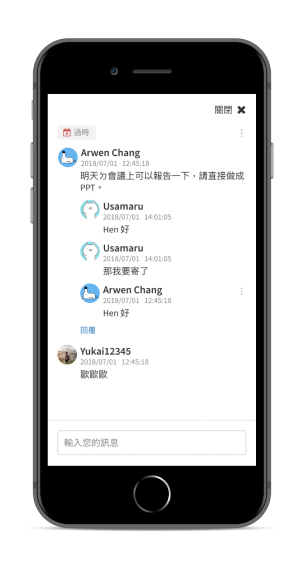 關閉 ✖
過時
Arwen Chang
2018/07/01 12:45:18
明天ㄉ會議上可以報告一下，請直接做成
PPT。
Usamaru
2018/07/01 14:01:05
Hen 好
Usamaru
2018/07/01 14:01:05
那我要寄了
Arwen Chang
2018/07/01 12:45:18
Hen 好
回覆
Yukai12345
2018/07/01 12:45:18
歐歐歐
輸入您的訊息